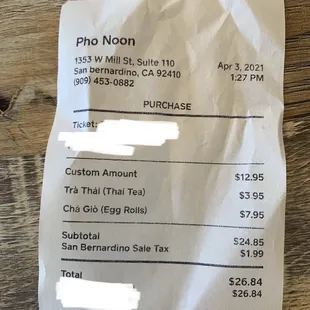 Pho Noon
1353 W Mill St, Suite 110
San bernardino, CA 92410
(909) 453-0882
Apr 3, 2021
1:27 PM
PURCHASE
Ticket:
Custom Amount $12.95
Trà Thái (Thai Tea) $3.95
Chá Giò (Egg Rolls) $7.95
Subtotal $24.85
San Bernardino Sale Tax $1.99
Total $26.84
$26.84